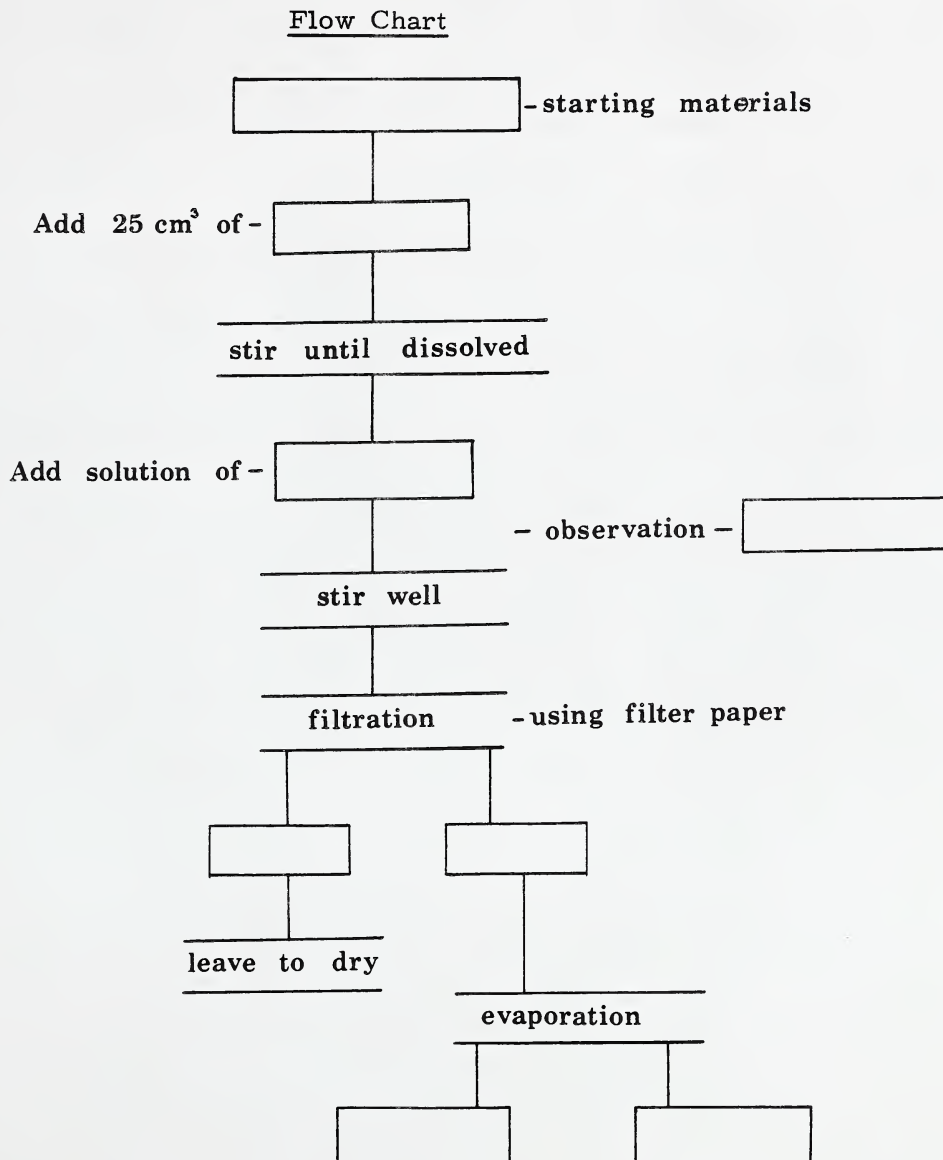 Flow Chart
-starting materials
Add 25 cm³ of-
stir until dissolved
Add solution of-
- observation -
stir well
filtration
-using filter paper
leave to dry
evaporation